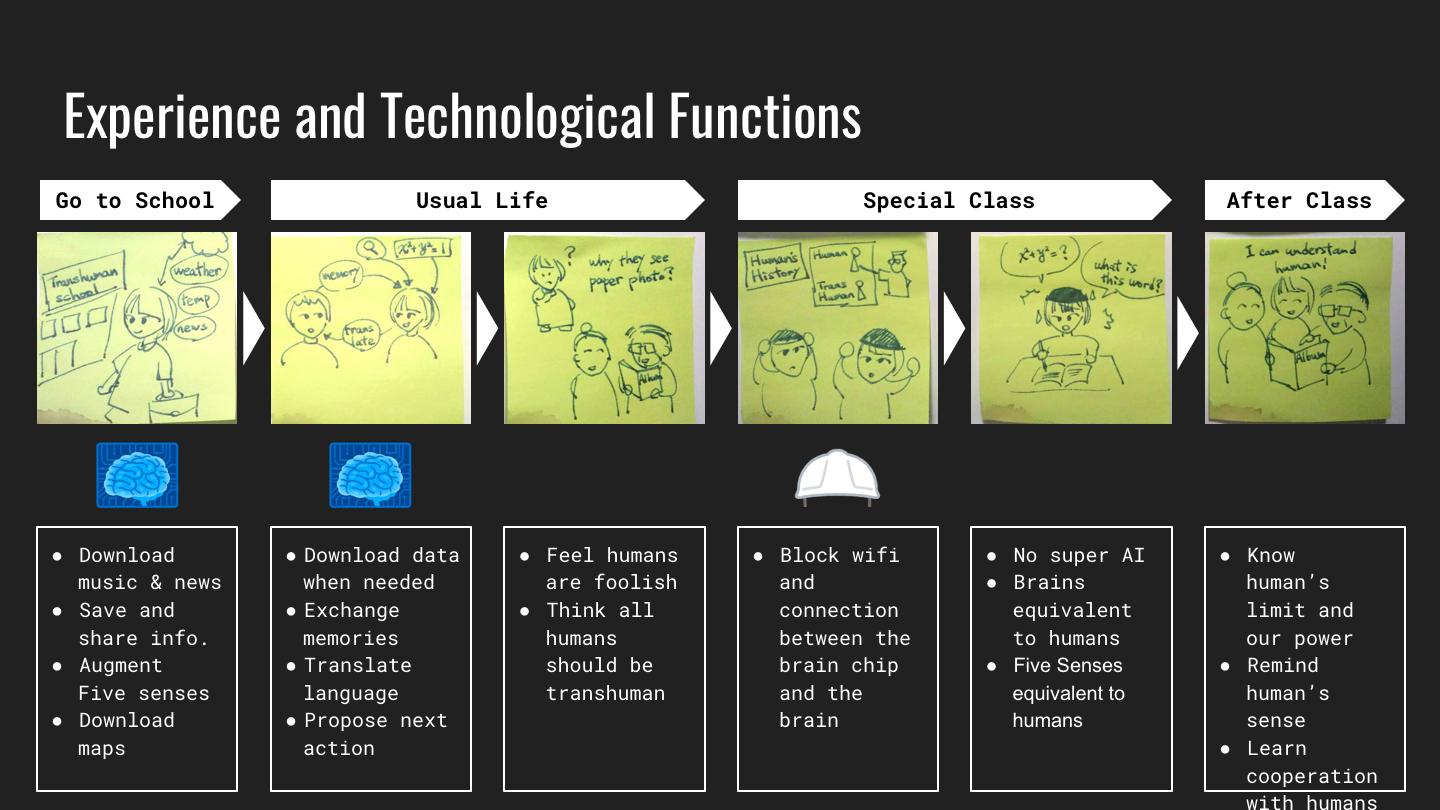 Experience and Technological Functions
Go to School
Usual Life
Special Class
After Class
Transhuman
school
weather
temp
news
memory
x²+y²=1
trans
late
?
why they see
paper photo?
Album
Human's
History
Human
Trans
Human
x²+y²=?
what is
this word?
I can understand
human!
Album
● Download
music & news
● Save and
share info.
● Augment
Five senses
● Download
maps
● Download data
when needed
● Exchange
memories
● Translate
language
● Propose next
action
● Feel humans
are foolish
● Think all
humans
should be
transhuman
● Block wifi
and
connection
between the
brain chip
and the
brain
● No super AI
● Brains
equivalent
to humans
● Five Senses
equivalent to
humans
● Know
human’s
limit and
our power
● Remind
human’s
sense
● Learn
cooperation
with humans